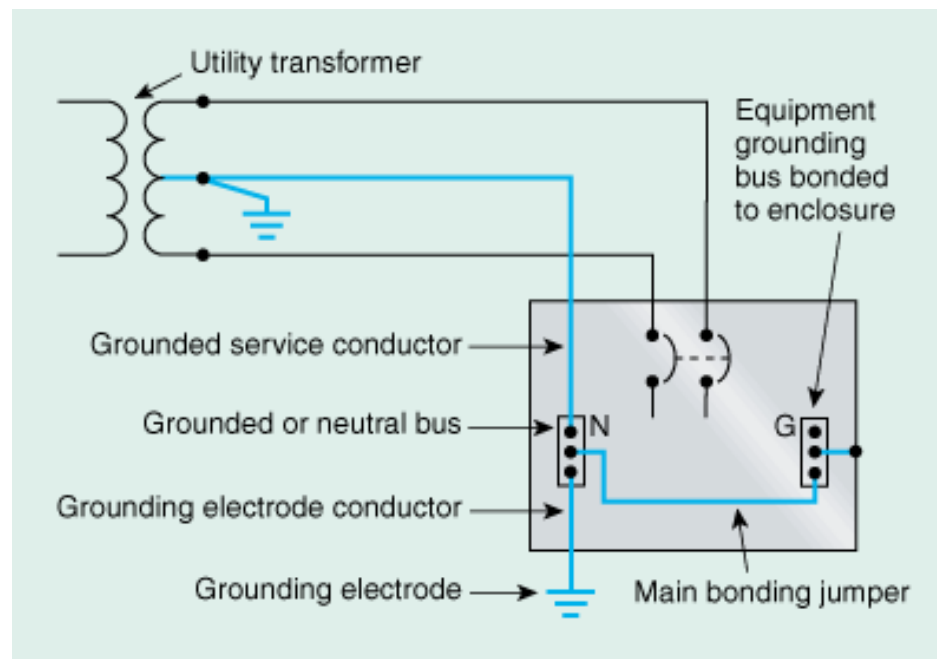 Utility transformer
Equipment
grounding
bus bonded
to enclosure
Grounded service conductor
Grounded or neutral bus
N
G
Grounding electrode conductor
Grounding electrode
Main bonding jumper